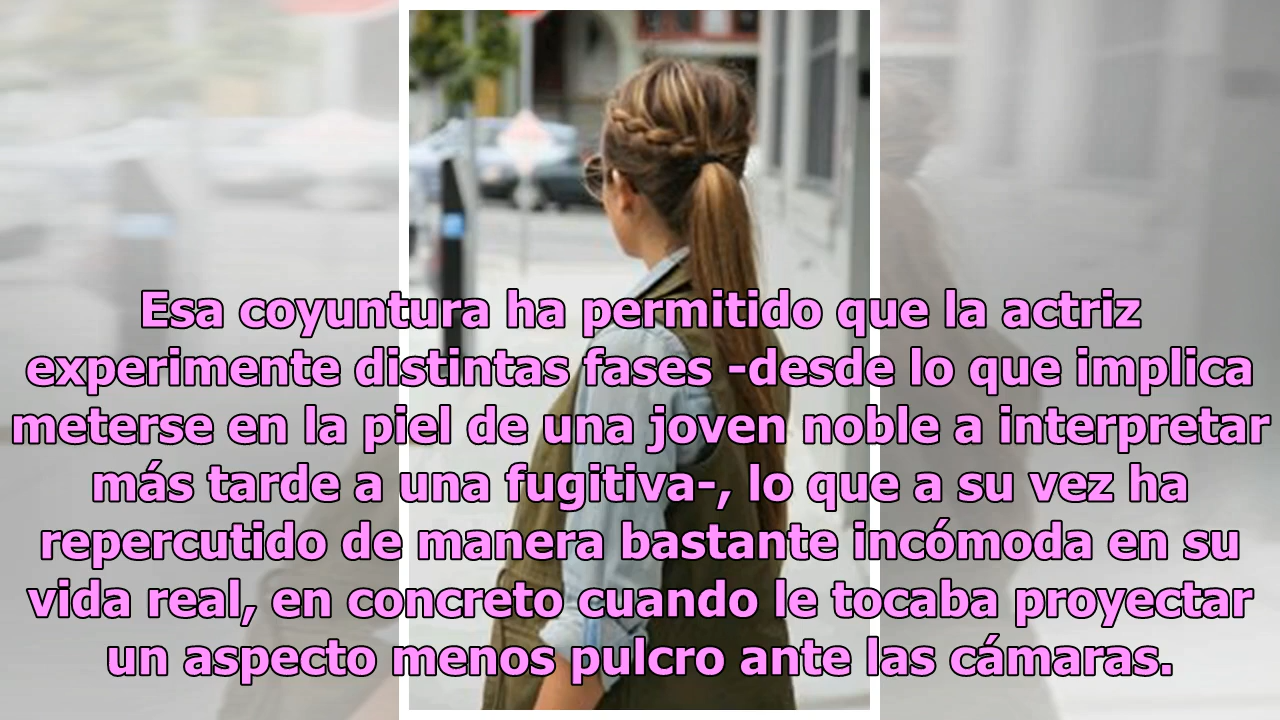 Esa coyuntura ha permitido que la actriz
experimente distintas fases -desde lo que implica
meterse en la piel de una joven noble a interpretar
más tarde a una fugitiva-, lo que a su vez ha
repercutido de manera bastante incómoda en su
vida real, en concreto cuando le tocaba proyectar
un aspecto menos pulcro ante las cámaras.